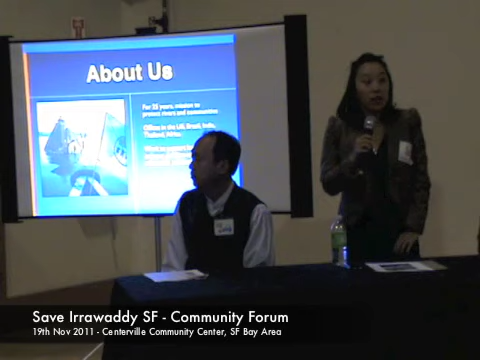 About Us
For 25 years, mission to
protect rivers and communities
Offices in the US, Brazil, India,
Thailand, Africa
Save Irrawaddy SF - Community Forum
19th Nov 2011 - Centerville Community Center, SF Bay Area